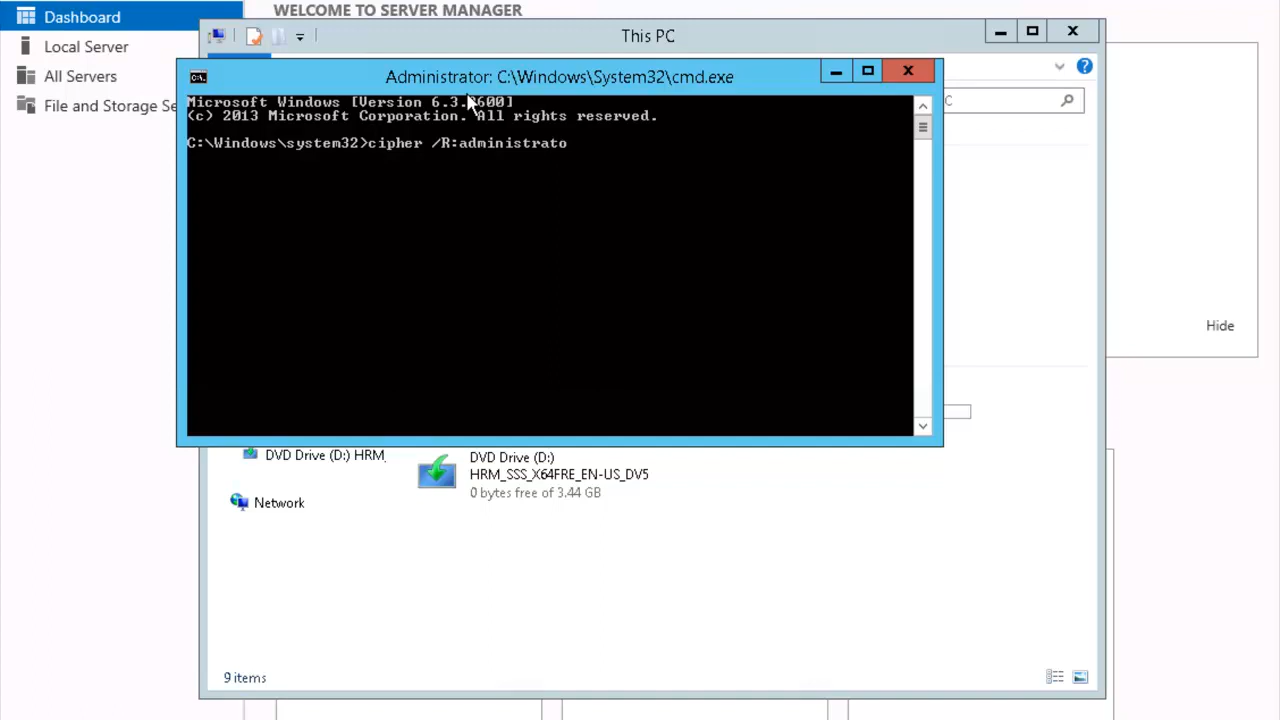 WELCOME TO SERVER MANAGER
Dashboard
Local Server
All Servers
File and Storage Se
This PC
Administrator: C:\Windows\System32\cmd.exe
Microsoft Windows [Version 6.3.9600]
(c) 2013 Microsoft Corporation. All rights reserved.
C:\Windows\system32>cipher /R:administrato
C
Hide
DVD Drive (D:) HRM
DVD Drive (D:)
HRM_SSS_X64FRE_EN-US_DV5
0 bytes free of 3.44 GB
Network
9 items